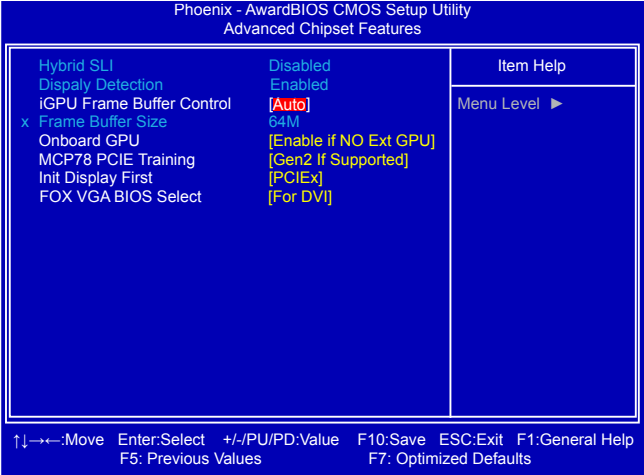 Phoenix - AwardBIOS CMOS Setup Utility
Advanced Chipset Features
Hybrid SLI Disabled
Dispaly Detection Enabled
iGPU Frame Buffer Control [Auto]
x Frame Buffer Size 64M
Onboard GPU [Enable if NO Ext GPU]
MCP78 PCIE Training [Gen2 If Supported]
Init Display First [PCIEx]
FOX VGA BIOS Select [For DVI]
Item Help
Menu Level ►
↑↓→←:Move Enter:Select +/-/PU/PD:Value F10:Save ESC:Exit F1:General Help
F5: Previous Values F7: Optimized Defaults